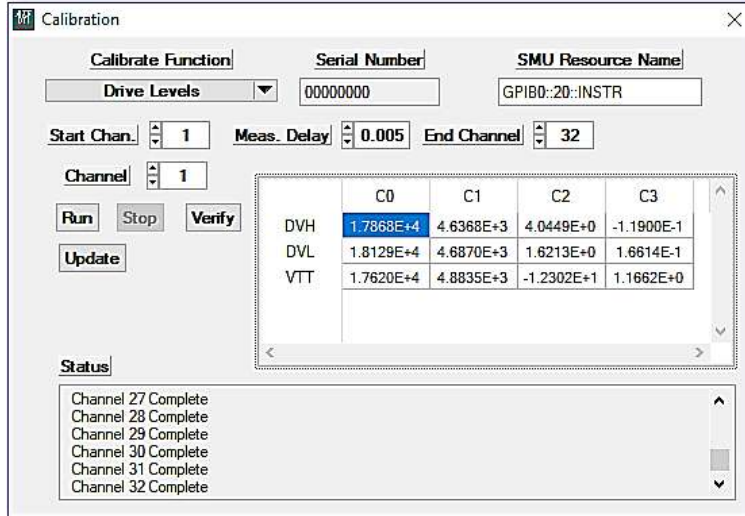 Calibration
Calibrate Function Serial Number SMU Resource Name
Drive Levels 00000000 GPIB0::20::INSTR
Start Chan. 1 Meas. Delay 0.005 End Channel 32
Channel 1
Run Stop Verify
Update
C0 C1 C2 C3
DVH 1.7868E+4 4.6368E+3 4.0449E+0 -1.1900E-1
DVL 1.8129E+4 4.6870E+3 1.6213E+0 1.6614E-1
VTT 1.7620E+4 4.8835E+3 -1.2302E+1 1.1662E+0
Status
Channel 27 Complete
Channel 28 Complete
Channel 29 Complete
Channel 30 Complete
Channel 31 Complete
Channel 32 Complete